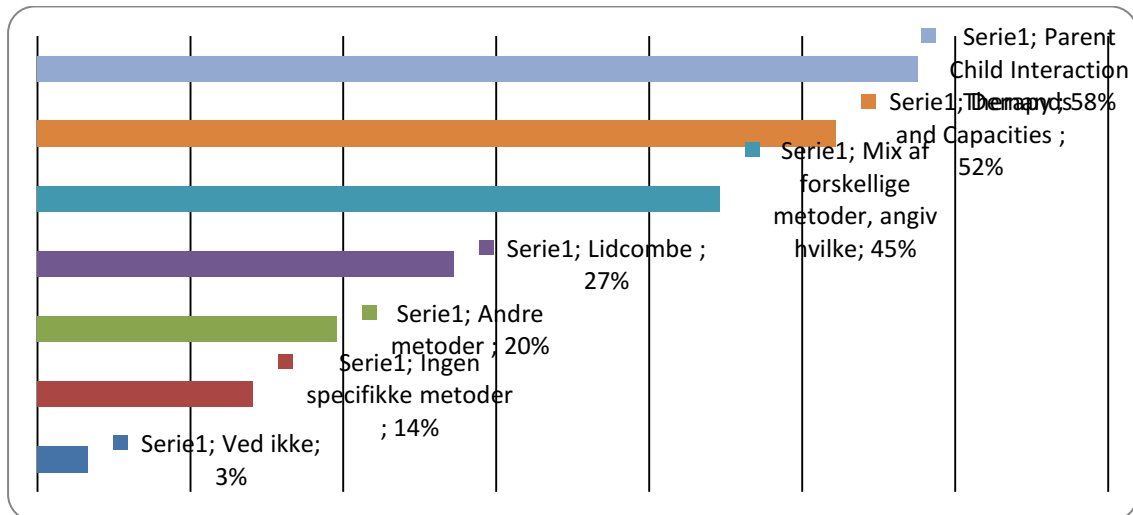 Serie1; Parent
Child Interaction
Therapy ; 58%
Serie1; Demands
and Capacities ;
52%
Serie1; Mix af
forskellige
metoder, angiv
hvilke; 45%
Serie1; Lidcombe ;
27%
Serie1; Andre
metoder ; 20%
Serie1; Ingen
specifikke metoder
; 14%
Serie1; Ved ikke;
3%